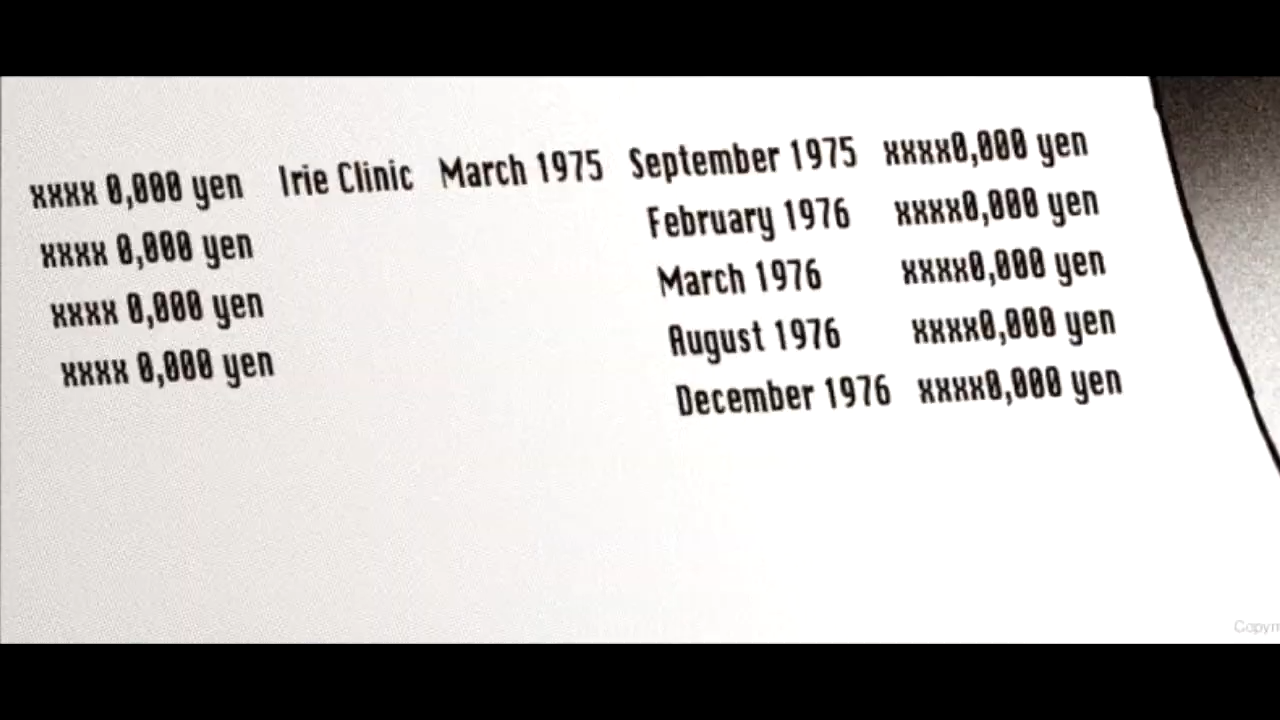 xxxx 0,000 yen Irie Clinic March 1975 September 1975 xxxx0,000 yen
xxxx 0,000 yen February 1976 xxxx0,000 yen
xxxx 0,000 yen March 1976 xxxx0,000 yen
xxxx 0,000 yen August 1976 xxxx0,000 yen
December 1976 xxxx0,000 yen